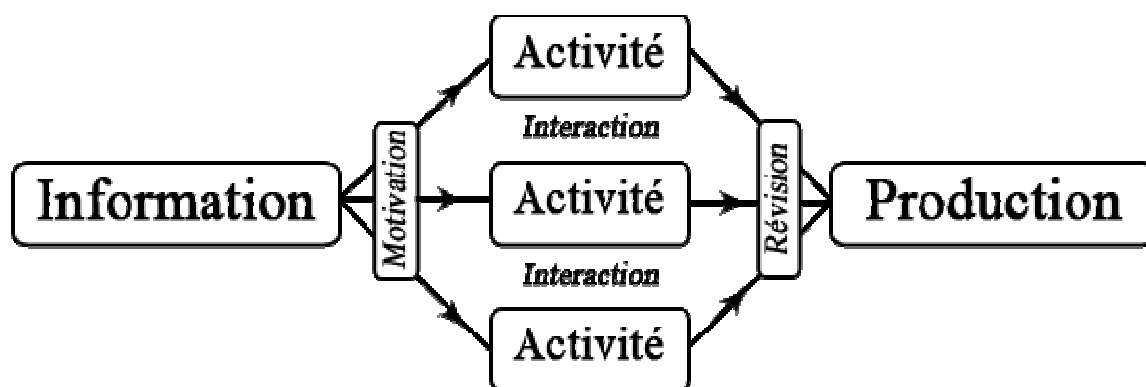 Activité
Interaction
Information
Motivation
Activité
Révision
Production
Interaction
Activité